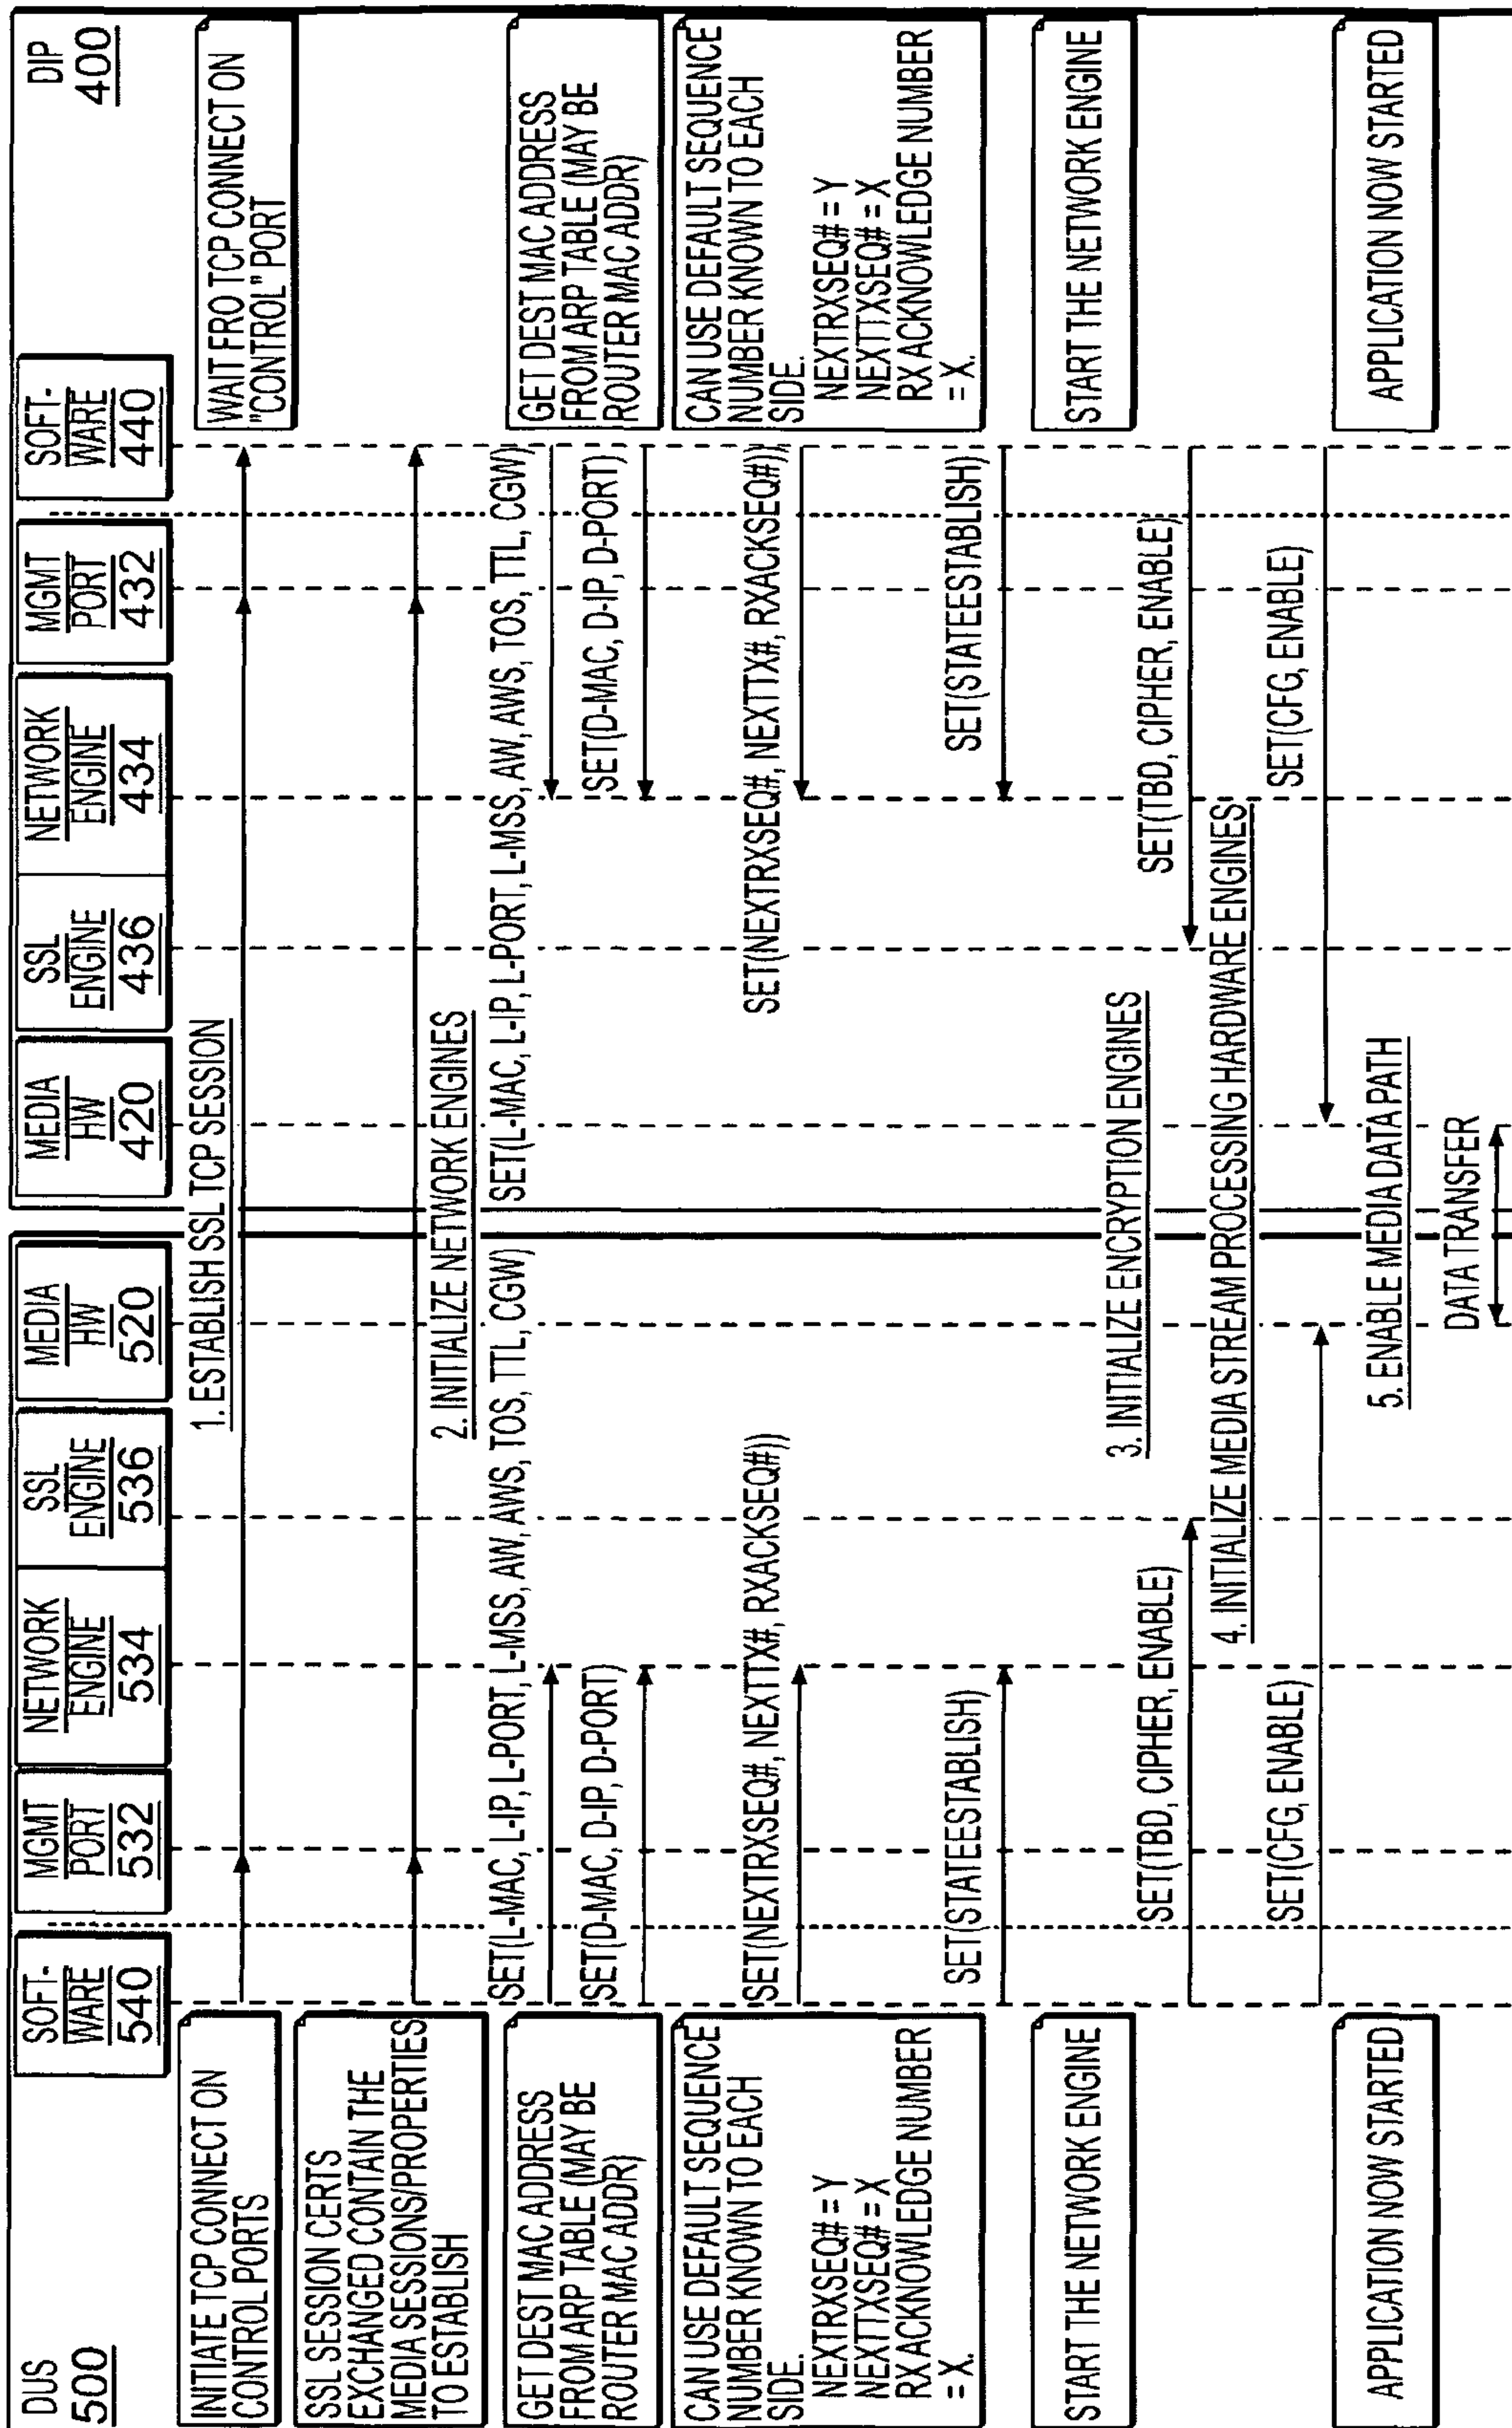 DUS
500
SOFT-
WARE
540
MGMT
PORT
532
NETWORK
ENGINE
534
SSL
ENGINE
536
MEDIA
HW
520
MEDIA
HW
420
SSL
ENGINE
436
NETWORK
ENGINE
434
MGMT
PORT
432
SOFT-
WARE
440
DIP
400
INITIATE TCP CONNECT ON
CONTROL PORTS
1. ESTABLISH SSL TCP SESSION
WAIT FRO TCP CONNECT ON
"CONTROL" PORT
SSL SESSION CERTS
EXCHANGED CONTAIN THE
MEDIA SESSIONS/PROPERTIES
TO ESTABLISH
2. INITIALIZE NETWORK ENGINES
GET DEST MAC ADDRESS
FROM ARP TABLE (MAY BE
ROUTER MAC ADDR)
SET(L-MAC, L-IP, L-PORT, L-MSS, AW, AWS, TOS, TTL, CGW)
SET(D-MAC, D-IP, D-PORT)
SET(L-MAC, L-IP, L-PORT, L-MSS, AW, AWS, TOS, TTL, CGW)
SET(D-MAC, D-IP, D-PORT)
GET DEST MAC ADDRESS
FROM ARP TABLE (MAY BE
ROUTER MAC ADDR)
CAN USE DEFAULT SEQUENCE
NUMBER KNOWN TO EACH
SIDE.
NEXTRXSEQ# = Y
NEXTTXSEQ# = X
RX ACKNOWLEDGE NUMBER
= X.
SET(NEXTRXSEQ#, NEXTTX#, RXACKSEQ#))
SET(NEXTRXSEQ#, NEXTTX#, RXACKSEQ#))
CAN USE DEFAULT SEQUENCE
NUMBER KNOWN TO EACH
SIDE.
NEXTRXSEQ# = Y
NEXTTXSEQ# = X
RX ACKNOWLEDGE NUMBER
= X.
SET(STATEESTABLISH)
SET(STATEESTABLISH)
START THE NETWORK ENGINE
START THE NETWORK ENGINE
3. INITIALIZE ENCRYPTION ENGINES
SET(TBD, CIPHER, ENABLE)
SET(TBD, CIPHER, ENABLE)
4. INITIALIZE MEDIA STREAM PROCESSING HARDWARE ENGINES
SET(CFG, ENABLE)
SET(CFG, ENABLE)
APPLICATION NOW STARTED
5. ENABLE MEDIA DATA PATH
APPLICATION NOW STARTED
DATA TRANSFER